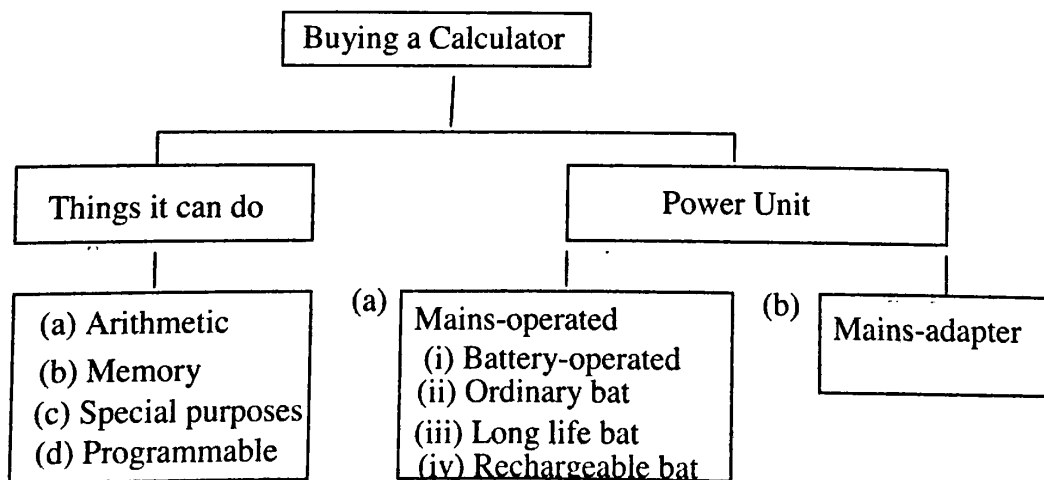 Buying a Calculator
Things it can do
Power Unit
(a) Arithmetic
(b) Memory
(c) Special purposes
(d) Programmable
(a)
Mains-operated
(i) Battery-operated
(ii) Ordinary bat
(iii) Long life bat
(iv) Rechargeable bat
(b)
Mains-adapter